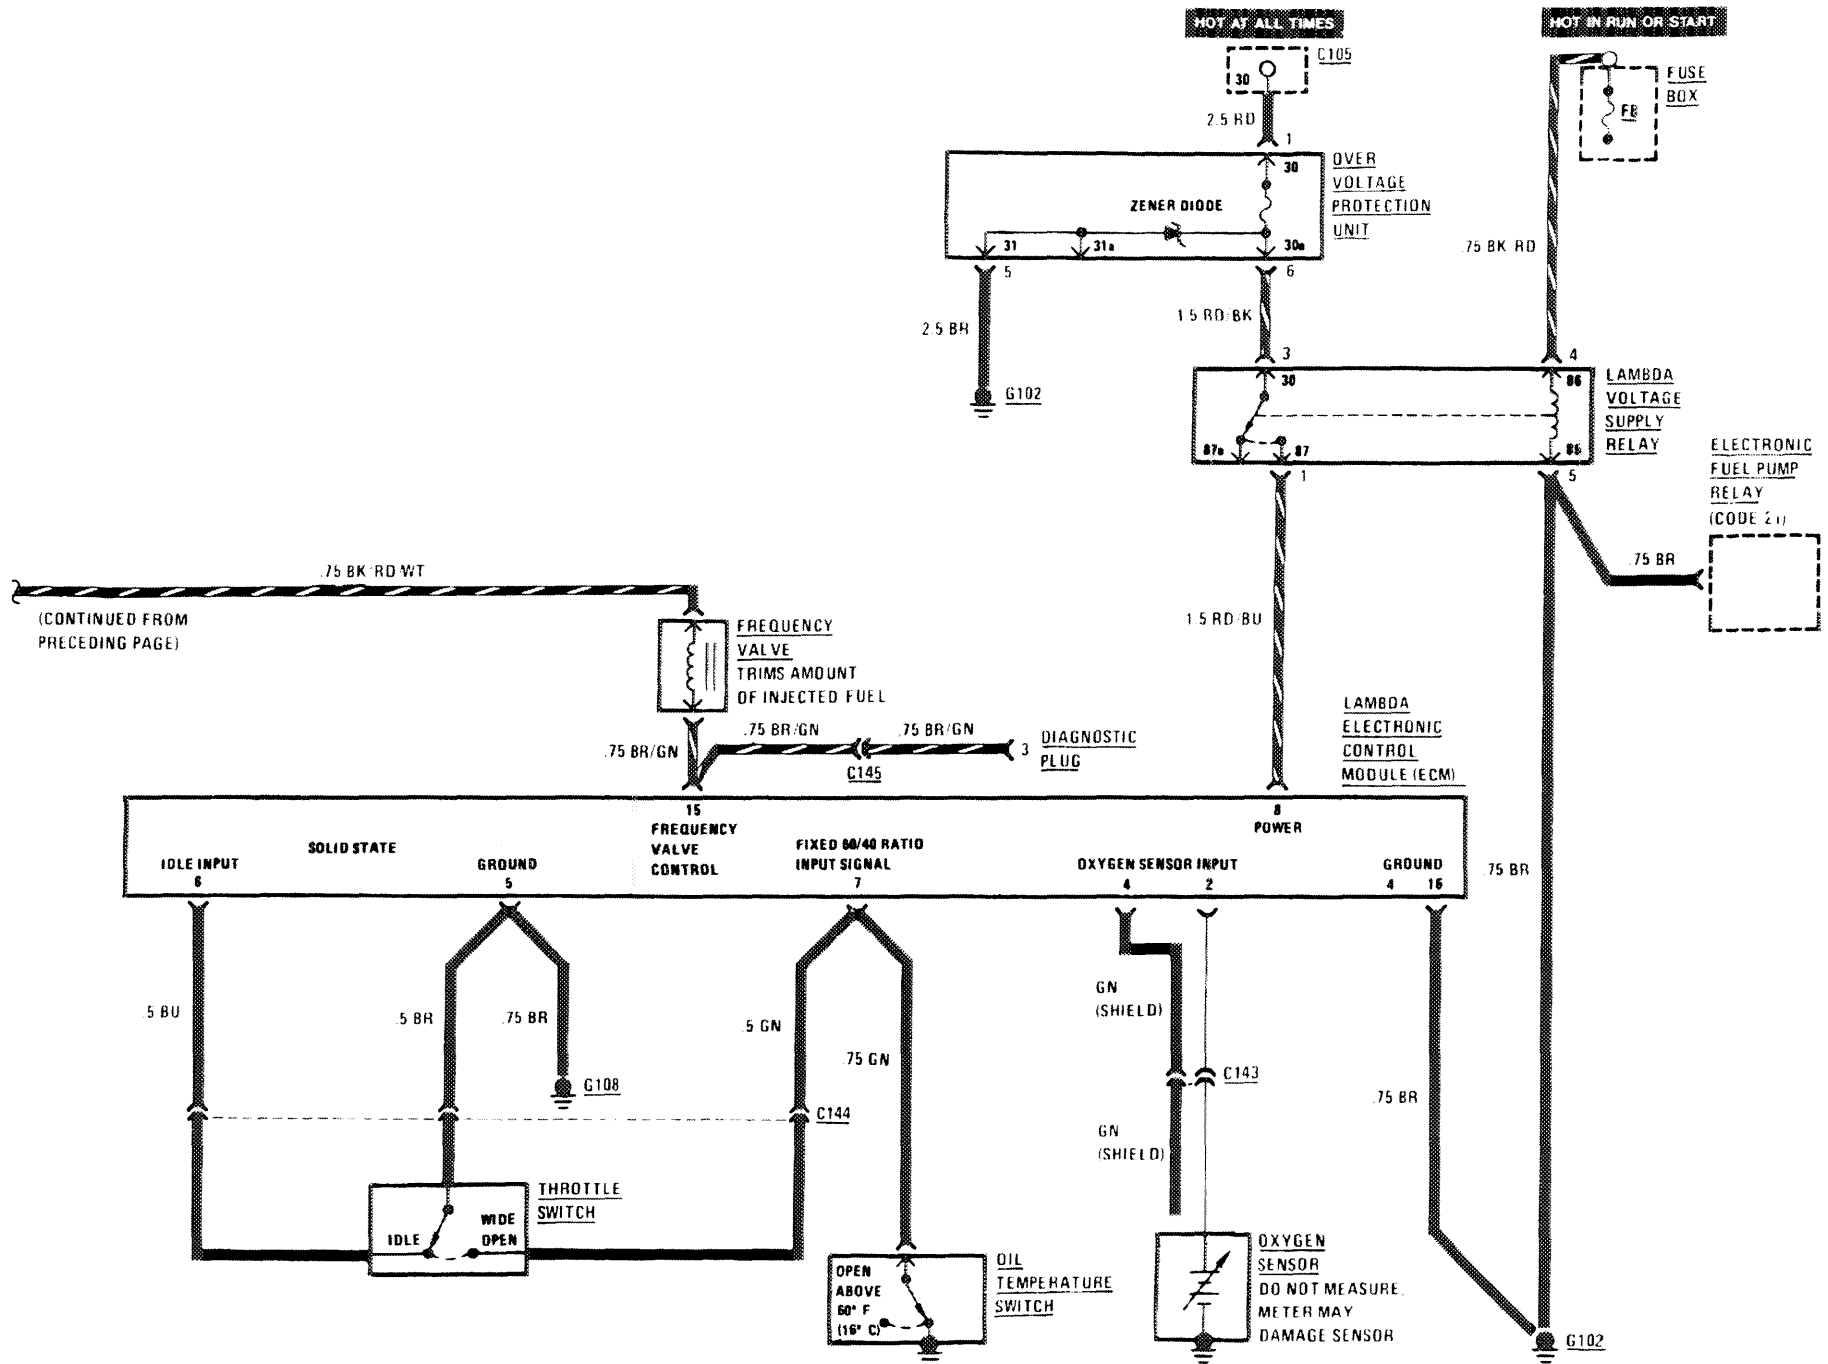 HOT AT ALL TIMES
HOT IN RUN OR START
C105
30
FUSE
BOX
F8
2.5 RD
1
30
OVER
VOLTAGE
PROTECTION
UNIT
ZENER DIODE
31
31a
30a
5
6
.75 BK/RD
2.5 BR
1.5 RD/BK
G102
3
4
30
86
LAMBDA
VOLTAGE
SUPPLY
RELAY
87a
87
85
1
5
ELECTRONIC
FUEL PUMP
RELAY
(CODE 21)
.75 BR
.75 BK/RD/WT
(CONTINUED FROM
PRECEDING PAGE)
FREQUENCY
VALVE
TRIMS AMOUNT
OF INJECTED FUEL
1.5 RD/BU
.75 BR/GN
.75 BR/GN
.75 BR/GN
C145
3
DIAGNOSTIC
PLUG
LAMBDA
ELECTRONIC
CONTROL
MODULE (ECM)
15
FREQUENCY
VALVE
CONTROL
8
POWER
SOLID STATE
IDLE INPUT
6
GROUND
5
FIXED 60/40 RATIO
INPUT SIGNAL
7
OXYGEN SENSOR INPUT
4
2
GROUND
4
16
.75 BR
.5 BU
.5 BR
.75 BR
.5 GN
.75 GN
GN
(SHIELD)
G108
C144
C143
.75 BR
GN
(SHIELD)
THROTTLE
SWITCH
IDLE
WIDE
OPEN
OPEN
ABOVE
60° F
(16° C)
OIL
TEMPERATURE
SWITCH
OXYGEN
SENSOR
DO NOT MEASURE.
METER MAY
DAMAGE SENSOR
G102